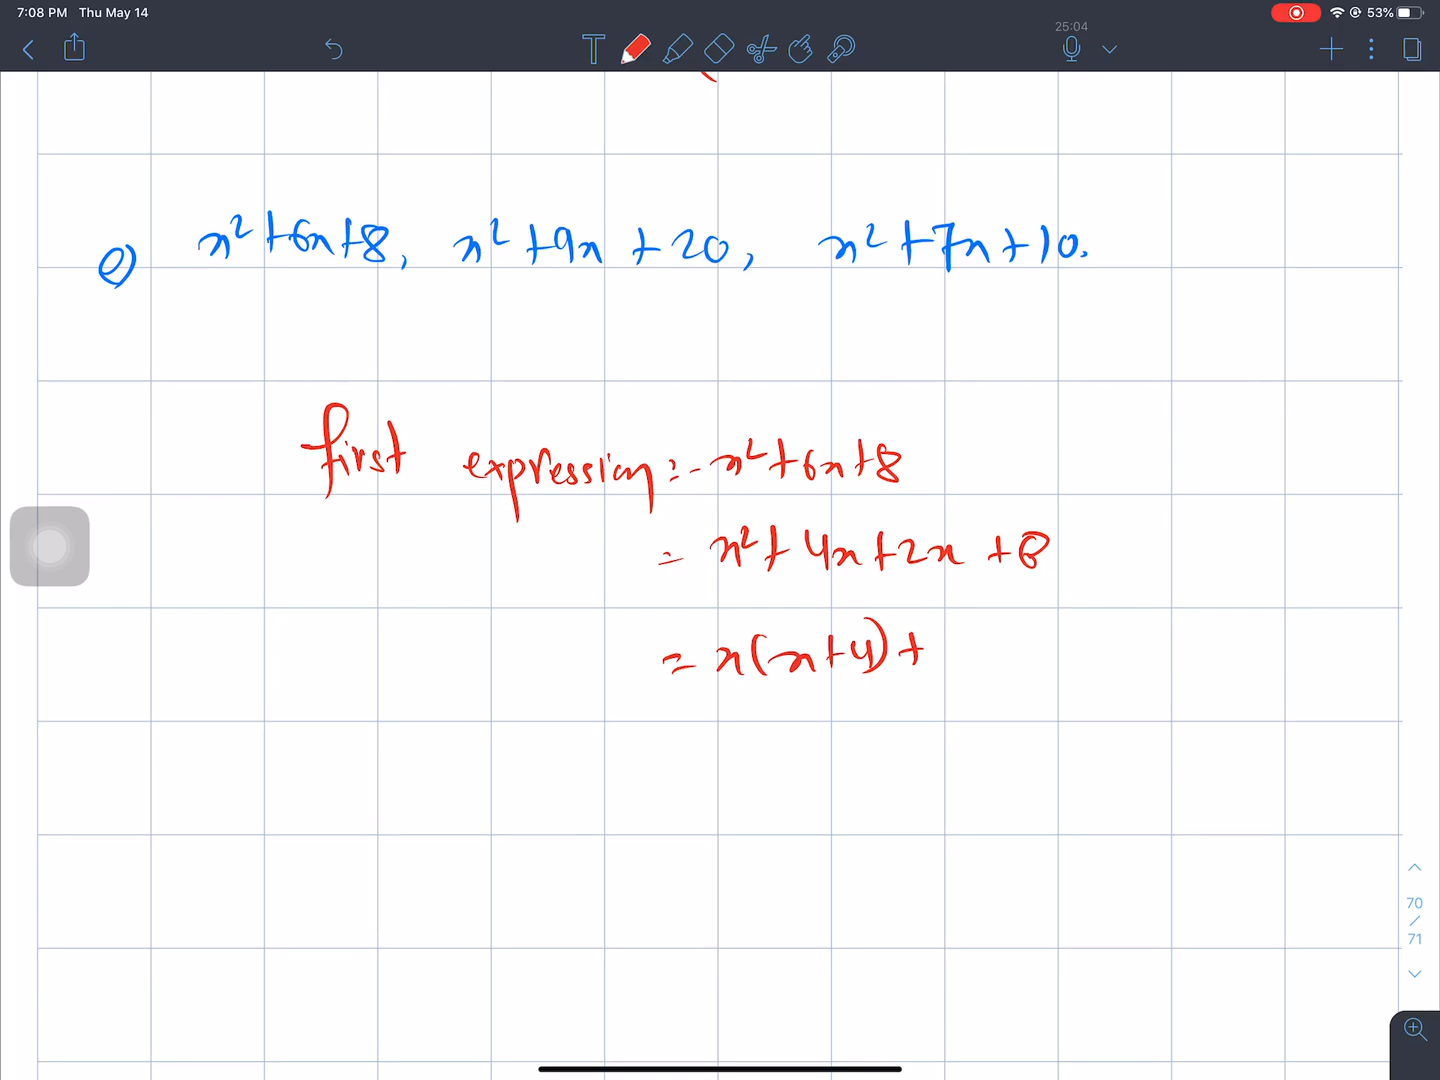 7:08 PM Thu May 14
53%
25:04
e) x²+6x+8, x²+9x+20, x²+7x+10.
First expression = x²+6x+8
= x²+4x+2x+8
= x(x+4)+
70
/
71